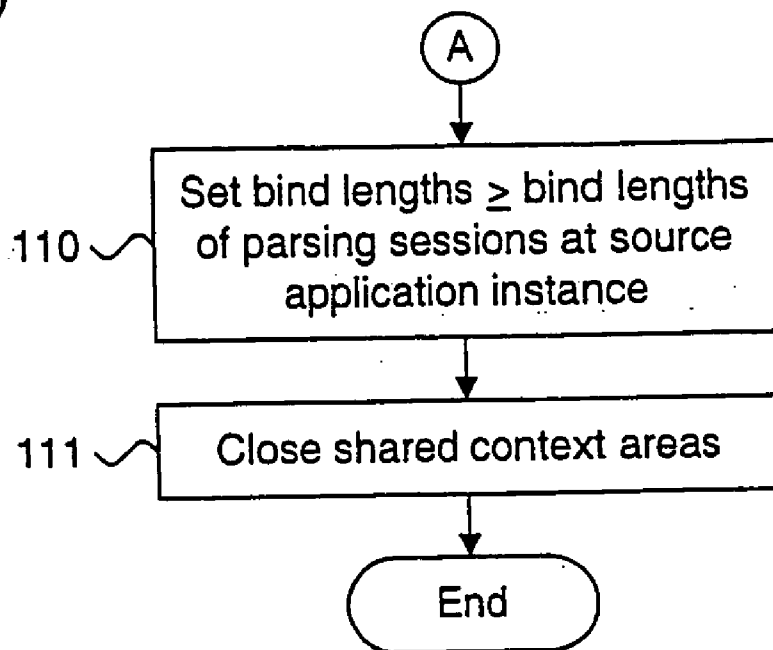 A
Set bind lengths ≥ bind lengths
of parsing sessions at source
application instance
110
Close shared context areas
111
End